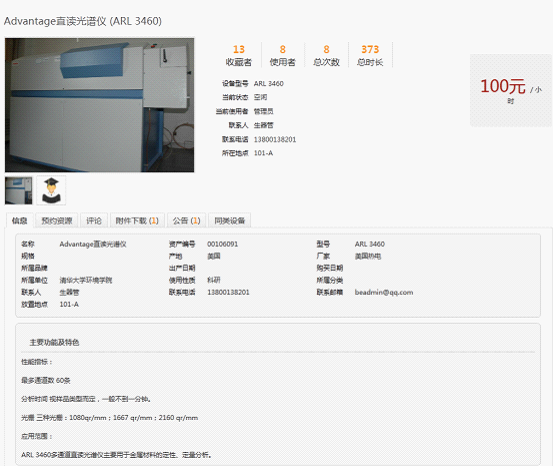 Advantage直读光谱仪 (ARL 3460)
13 8 8 373
收藏者 使用者 总次数 总时长
100元 / 小时
设备型号 ARL 3460
当前状态 空闲
当前使用者 管理员
联系人 生器管
联系电话 13800138201
所在地点 101-A
信息 预约资源 评论 附件下载 (1) 公告 (1) 同类设备
名称 Advantage直读光谱仪 资产编号 00106091 型号 ARL 3460
规格 产地 美国 厂家 美国热电
所属品牌 出产日期 购买日期
所属单位 清华大学环境学院 使用性质 科研 所属分类
联系人 生器管 联系电话 13800138201 联系邮箱 beadmin@qq.com
放置地点 101-A
主要功能及特色
性能指标：
最多通道数 60条
分析时间 视样品类型而定，一般不到一分钟。
光栅 三种光栅：1080qr/mm；1667 qr/mm；2160 qr/mm
应用范围：
ARL 3460多通道直读光谱仪主要用于金属材料的定性、定量分析。